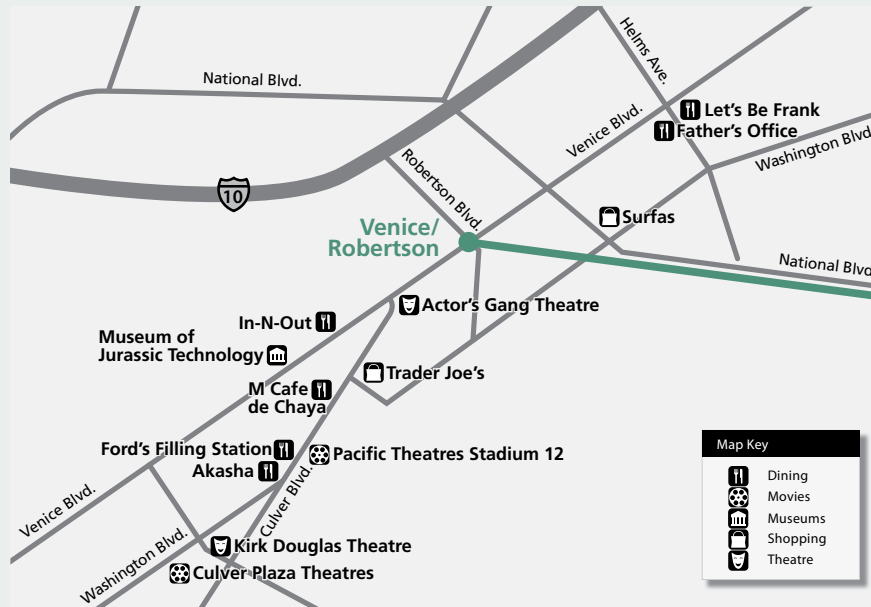 National Blvd.
Helms Ave.
Let's Be Frank
Father's Office
Venice Blvd.
Washington Blvd.
Robertson Blvd.
10
Venice/
Robertson
Surfas
National Blvd.
Actor's Gang Theatre
In-N-Out
Museum of
Jurassic Technology
Trader Joe's
M Cafe
de Chaya
Ford's Filling Station
Akasha
Pacific Theatres Stadium 12
Culver Blvd.
Venice Blvd.
Washington Blvd.
Kirk Douglas Theatre
Culver Plaza Theatres
Map Key
Dining
Movies
Museums
Shopping
Theatre